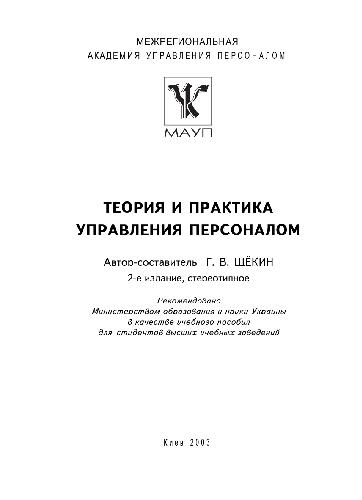 МЕЖРЕГИОНАЛЬНАЯ
АКАДЕМИЯ УПРАВЛЕНИЯ ПЕРСОНАЛОМ
МАУП
ТЕОРИЯ И ПРАКТИКА
УПРАВЛЕНИЯ ПЕРСОНАЛОМ
Автор-составитель Г. В. ЩЁКИН
2-е издание, стереотипное
Рекомендовано
Министерством образования и науки Украины
в качестве учебного пособия
для студентов высших учебных заведений
Киев 2003